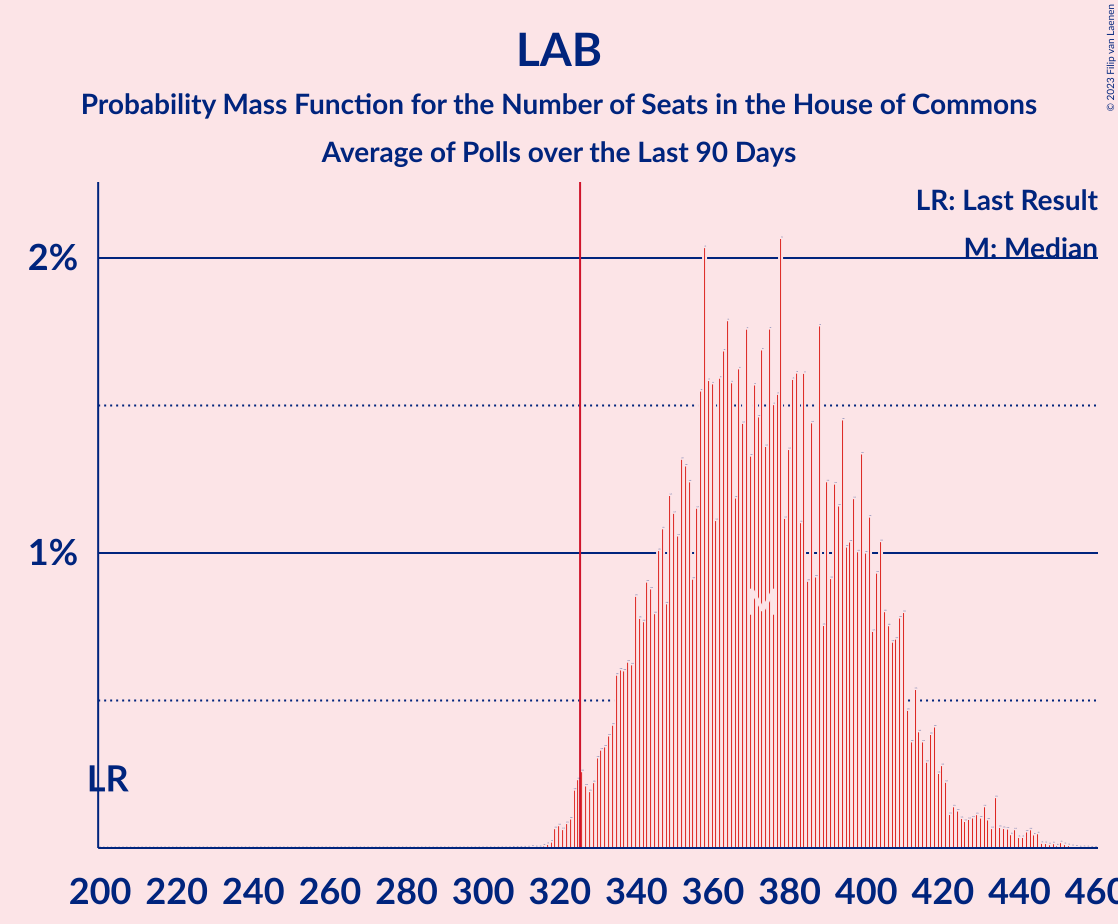 LAB
Probability Mass Function for the Number of Seats in the House of Commons
Average of Polls over the Last 90 Days
© 2023 Filip van Laenen
LR: Last Result
M: Median
2%
1%
M
LR
200 220 240 260 280 300 320 340 360 380 400 420 440 460